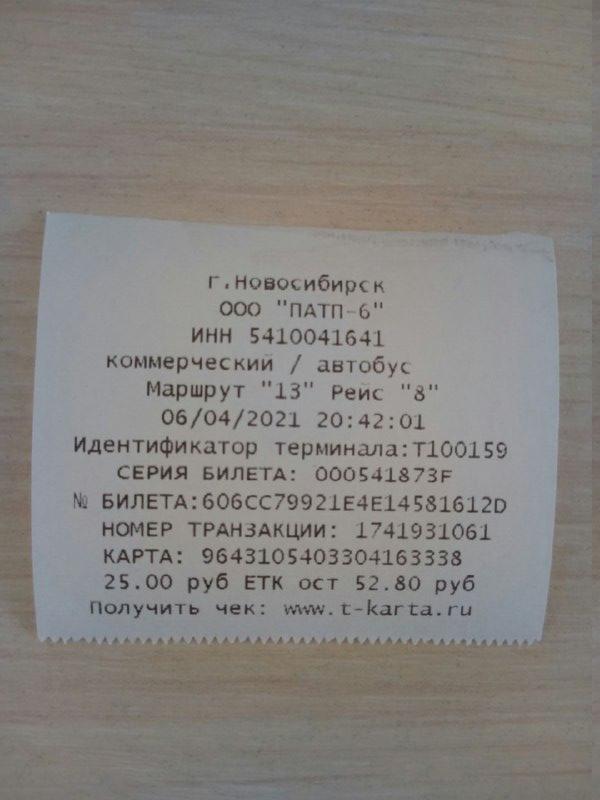 г.Новосибирск
ООО "ПАТП-6"
ИНН 5410041641
коммерческий / автобус
Маршрут "13" Рейс "8"
06/04/2021 20:42:01
Идентификатор терминала:T100159
СЕРИЯ БИЛЕТА: 000541873F
№ БИЛЕТА:606CC79921E4E14581612D
НОМЕР ТРАНЗАКЦИИ: 1741931061
КАРТА: 9643105403304163338
25.00 руб ЕТК ост 52.80 руб
Получить чек: www.t-karta.ru